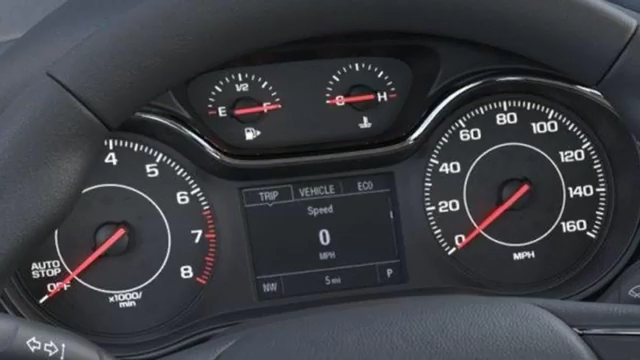 1/2
E F
C H
4
5
6
7
8
AUTO
STOP
OFF
x1000/
min
TRIP VEHICLE ECO
Speed
0
MPH
NW 5 mi P
0
20
40
60
80
100
120
140
160
MPH